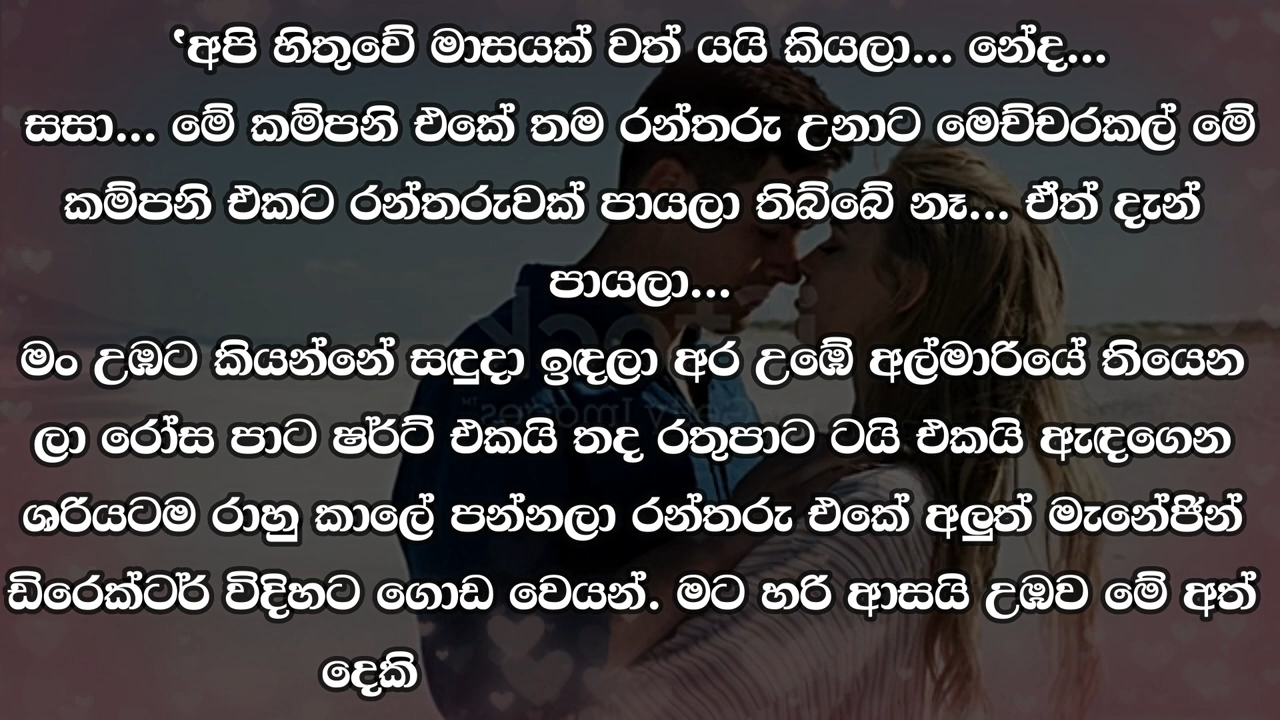 ‘අපි හිතුවේ මාසයක් වත් යයි කියලා... නේද...
සසා... මේ කම්පනි එකේ තම රන්තරු උනාට මෙච්චරකල් මේ
කම්පනි එකට රන්තරුවක් පායලා තිබ්බේ නෑ... ඒත් දැන්
පායලා...
මං උඹට කියන්නේ සඳුදා ඉඳලා අර උඹේ අල්මාරියේ තියෙන
ලා රෝස පාට ෂර්ට් එකයි තද රතුපාට ටයි එකයි ඇඳගෙන
ශරියටම රාහු කාලේ පන්නලා රන්තරු එකේ අලුත් මැනේජින්
ඩිරෙක්ටර් විදිහට ගොඩ වෙයන්. මට හරි ආසයි උඹව මේ අත්
දෙකි